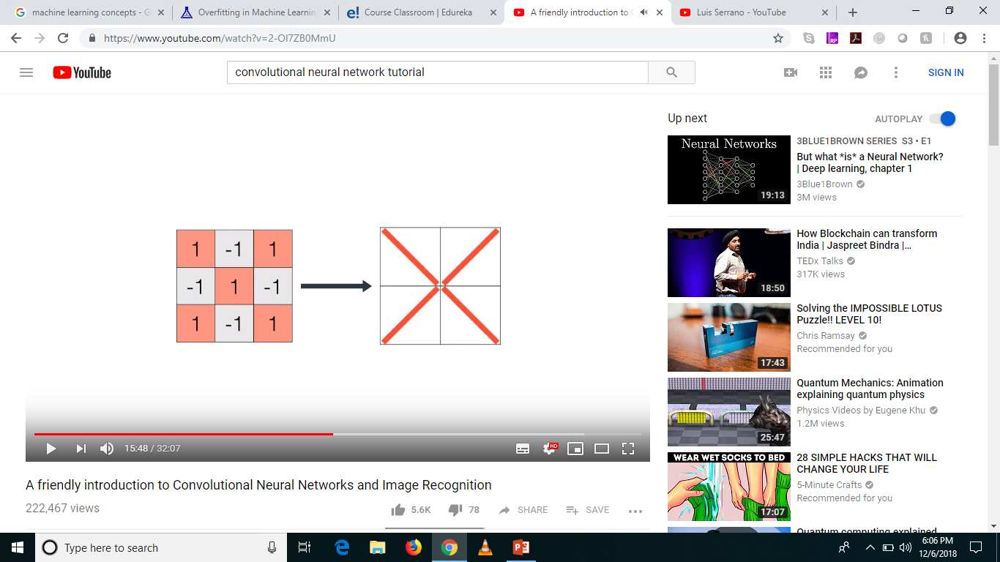 machine learning concepts - G
Overfitting in Machine Learning
Course Classroom | Edureka
A friendly introduction to C
Luis Serrano - YouTube
https://www.youtube.com/watch?v=2-Ol7ZB0MmU
YouTube
convolutional neural network tutorial
SIGN IN
1 -1 1
-1 1 -1
1 -1 1
15:48 / 32:07
HD
A friendly introduction to Convolutional Neural Networks and Image Recognition
222,467 views
5.6K
78
SHARE
SAVE
Up next
AUTOPLAY
Neural Networks
19:13
3BLUE1BROWN SERIES S3 • E1
But what *is* a Neural Network?
| Deep learning, chapter 1
3Blue1Brown
3M views
18:50
How Blockchain can transform
India | Jaspreet Bindra |...
TEDx Talks
317K views
17:43
Solving the IMPOSSIBLE LOTUS
Puzzle!! LEVEL 10!
Chris Ramsay
Recommended for you
25:47
Quantum Mechanics: Animation
explaining quantum physics
Physics Videos by Eugene Khu
1.2M views
WEAR WET SOCKS TO BED
17:07
28 SIMPLE HACKS THAT WILL
CHANGE YOUR LIFE
5-Minute Crafts
Recommended for you
Quantum computing explained
Type here to search
6:06 PM
12/6/2018